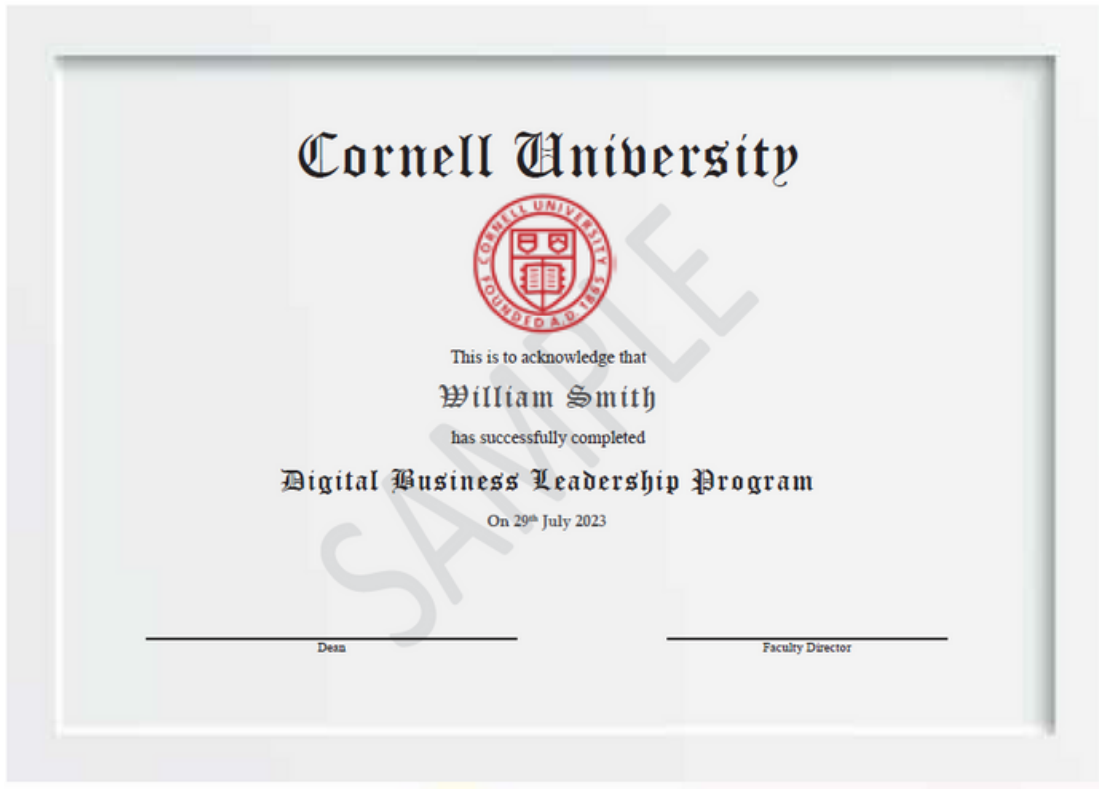 Cornell University
CORNELL UNIVERSITY
FOUNDED A.D. 1865
This is to acknowledge that
William Smith
has successfully completed
Digital Business Leadership Program
On 29th July 2023
SAMPLE
Dean Faculty Director